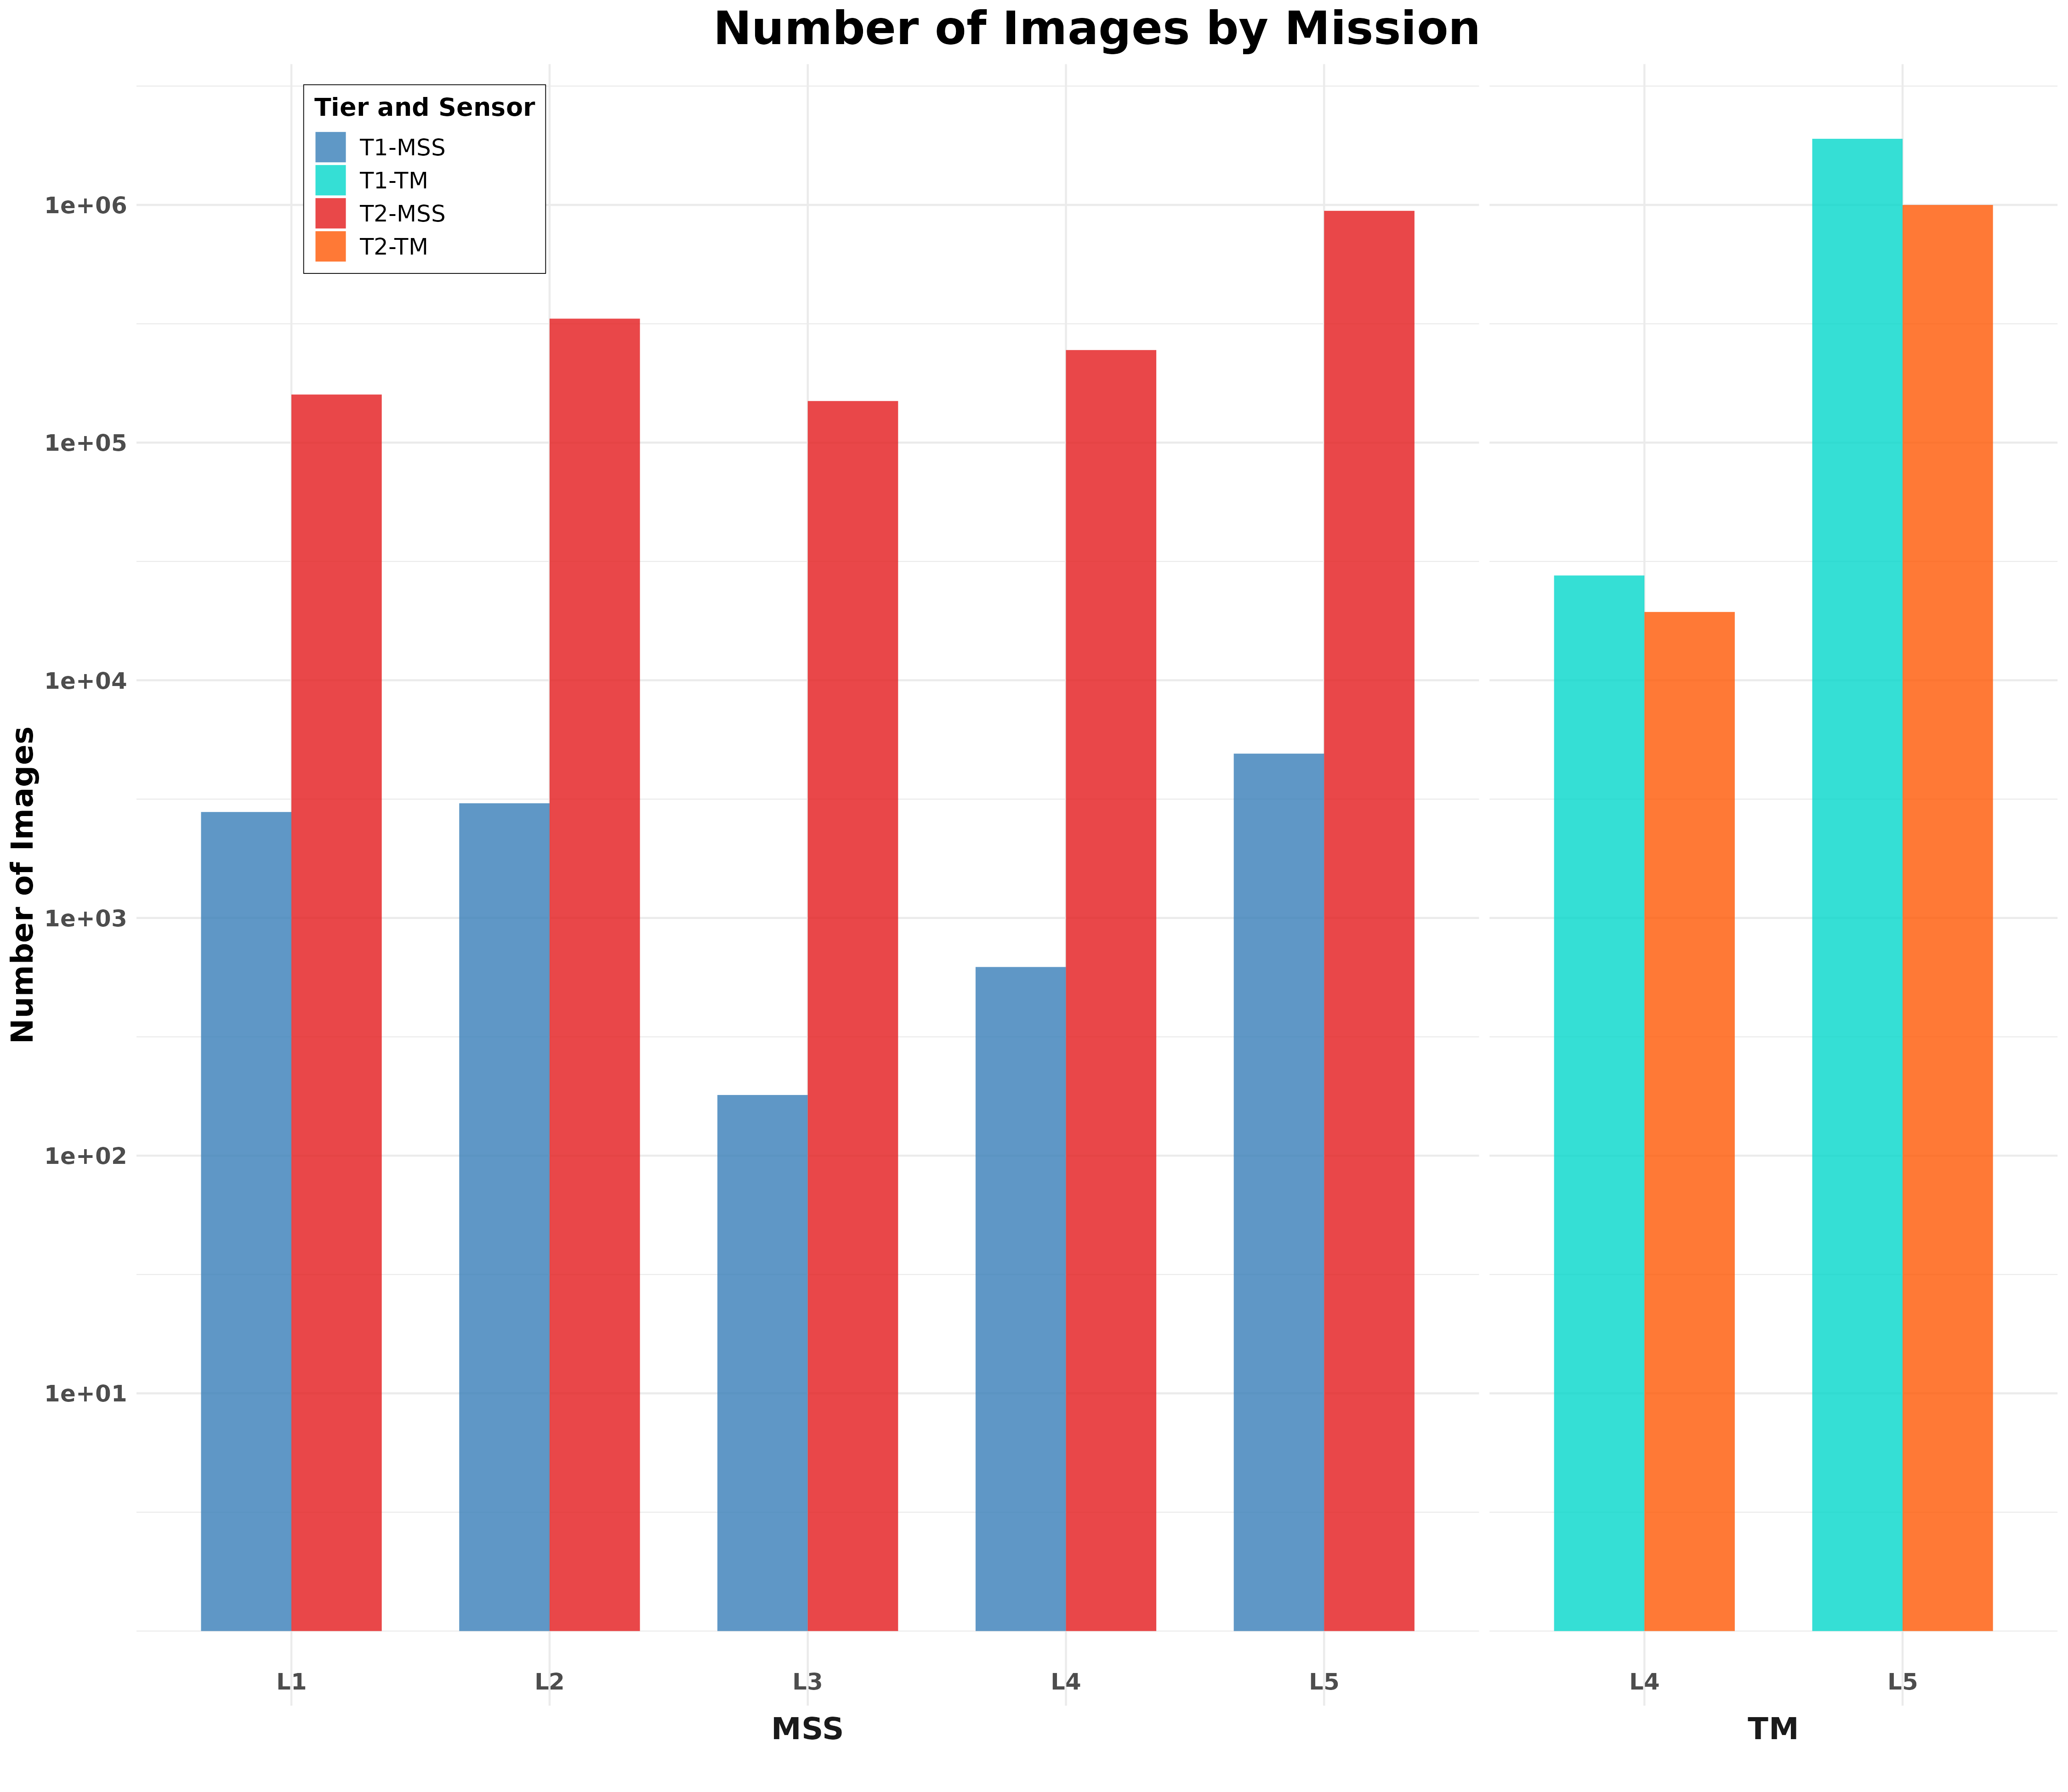 Number of Images by Mission
Tier and Sensor
T1-MSS
T1-TM
T2-MSS
T2-TM
Number of Images
1e+06
1e+05
1e+04
1e+03
1e+02
1e+01
L1 L2 L3 L4 L5 L4 L5
MSS TM